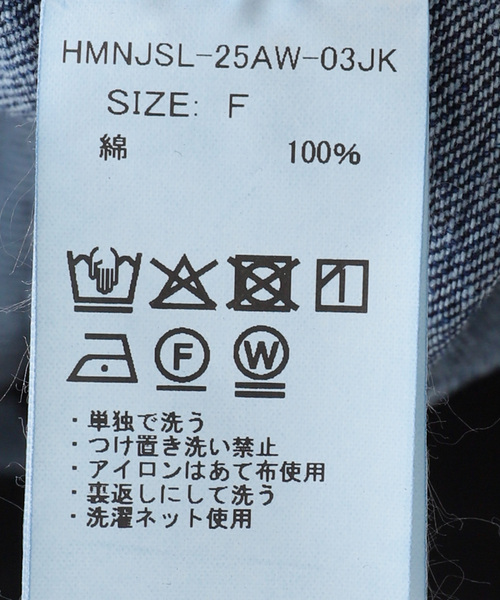 HMNJSL-25AW-03JK
SIZE: F
綿 100%
F W
・単独で洗う
・つけ置き洗い禁止
・アイロンはあて布使用
・裏返しにして洗う
・洗濯ネット使用